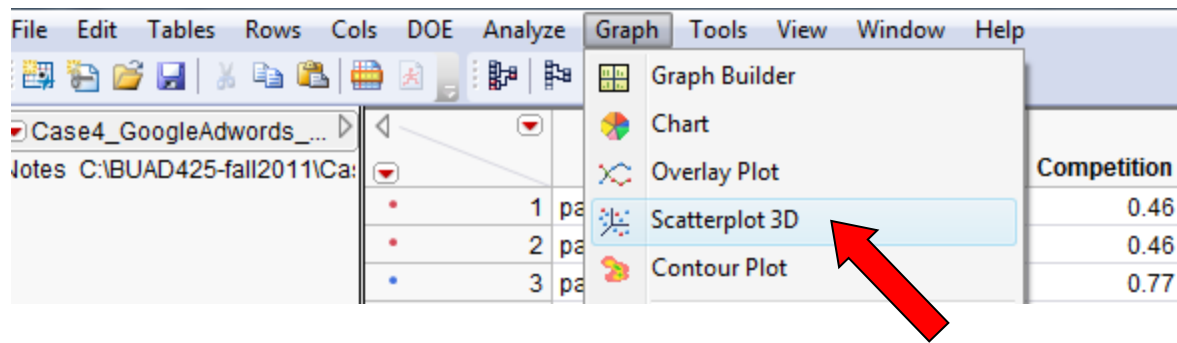 File Edit Tables Rows Cols DOE Analyze Graph Tools View Window Help
Graph Builder
Case4_GoogleAdwords_... Chart
Notes C:\BUAD425-fall2011\Ca Overlay Plot Competition
1 pa Scatterplot 3D 0.46
2 pa 0.46
3 pa Contour Plot 0.77